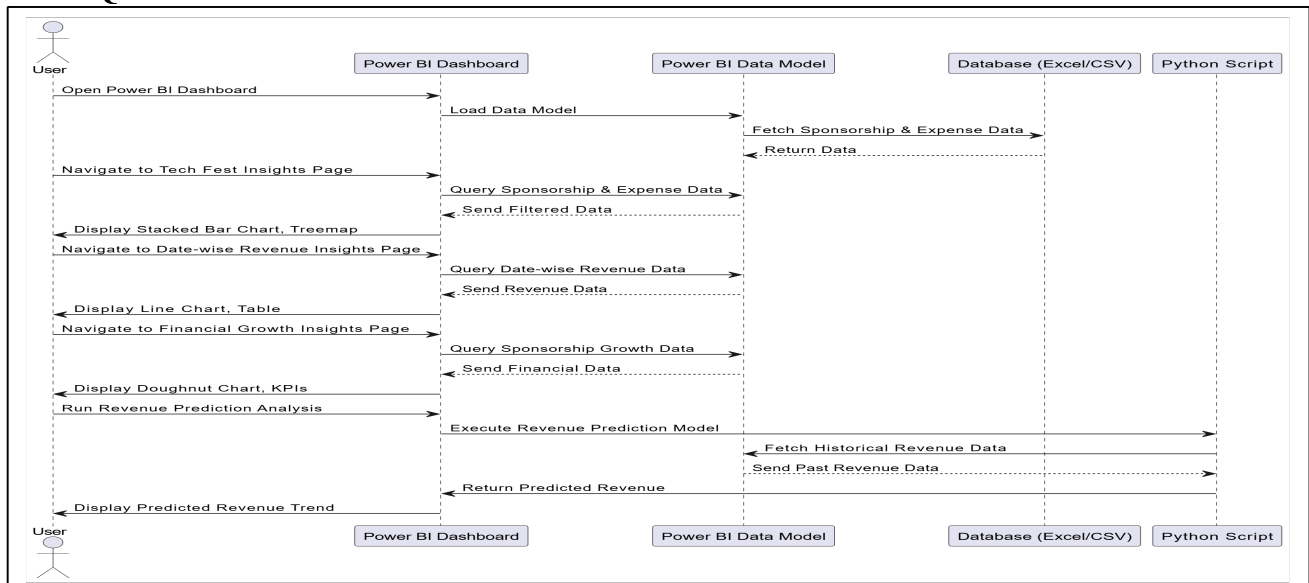 User
Power BI Dashboard
Power BI Data Model
Database (Excel/CSV)
Python Script
Open Power BI Dashboard
Load Data Model
Fetch Sponsorship & Expense Data
Return Data
Navigate to Tech Fest Insights Page
Query Sponsorship & Expense Data
Send Filtered Data
Display Stacked Bar Chart, Treemap
Navigate to Date-wise Revenue Insights Page
Query Date-wise Revenue Data
Send Revenue Data
Display Line Chart, Table
Navigate to Financial Growth Insights Page
Query Sponsorship Growth Data
Send Financial Data
Display Doughnut Chart, KPIs
Run Revenue Prediction Analysis
Execute Revenue Prediction Model
Fetch Historical Revenue Data
Send Past Revenue Data
Return Predicted Revenue
Display Predicted Revenue Trend
User
Power BI Dashboard
Power BI Data Model
Database (Excel/CSV)
Python Script